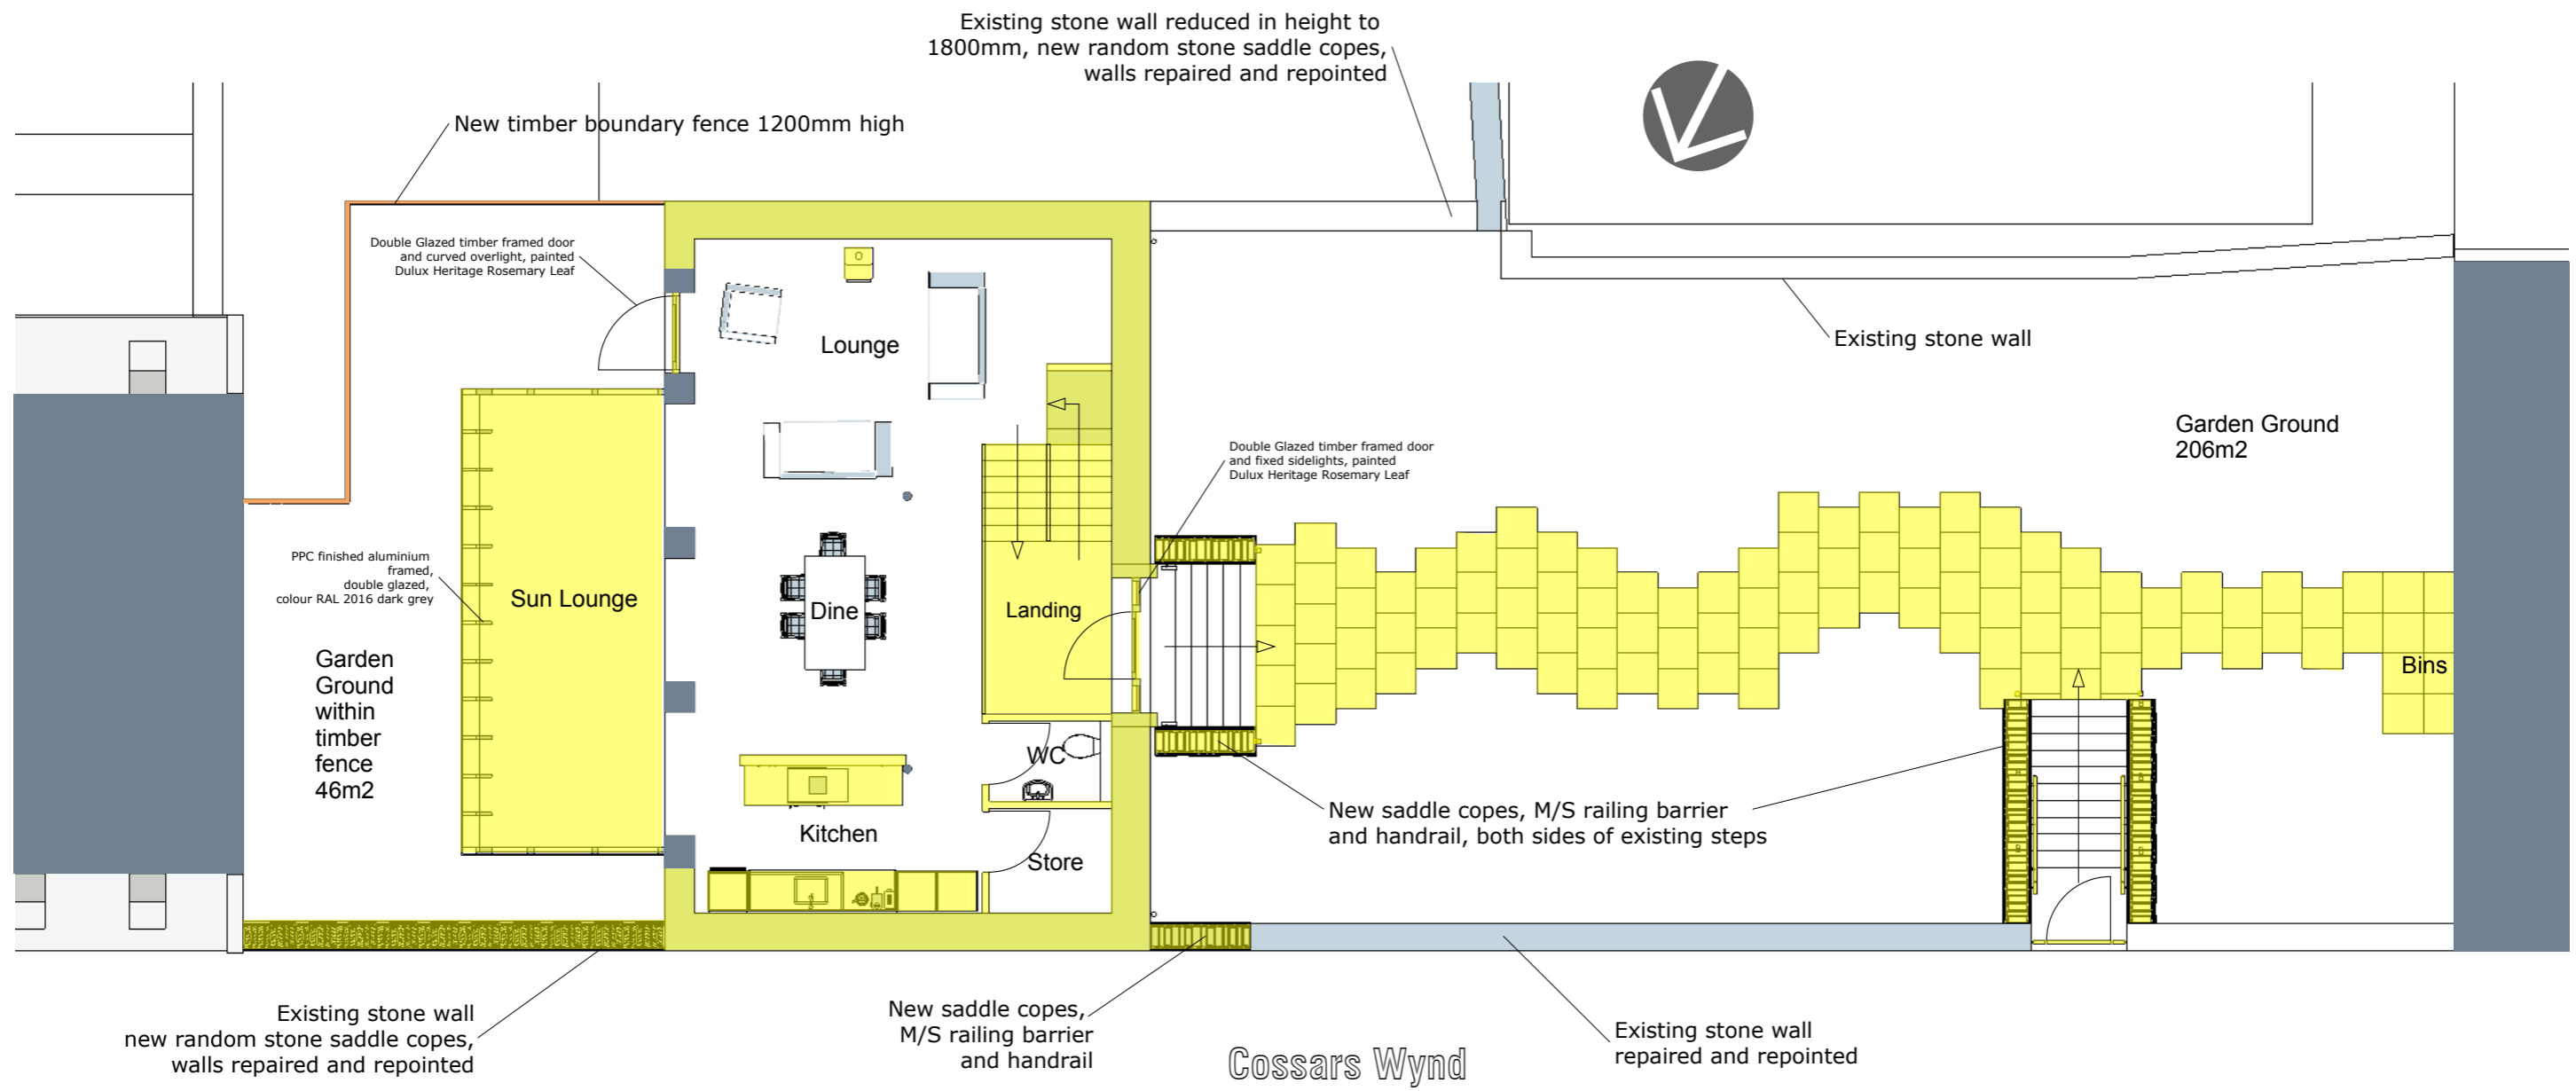 Existing stone wall reduced in height to
1800mm, new random stone saddle copes,
walls repaired and repointed
New timber boundary fence 1200mm high
Double Glazed timber framed door
and curved overlight, painted
Dulux Heritage Rosemary Leaf
Lounge
Existing stone wall
Garden Ground
206m2
Double Glazed timber framed door
and fixed sidelights, painted
Dulux Heritage Rosemary Leaf
PPC finished aluminium
framed,
double glazed,
colour RAL 2016 dark grey
Sun Lounge
Dine
Landing
Garden
Ground
within
timber
fence
46m2
Bins
WC
Kitchen
Store
New saddle copes, M/S railing barrier
and handrail, both sides of existing steps
Existing stone wall
new random stone saddle copes,
walls repaired and repointed
New saddle copes,
M/S railing barrier
and handrail
Existing stone wall
repaired and repointed
Cossars Wynd